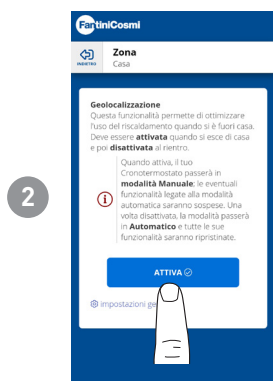 FantiniCosmi
INDIETRO
Zona
Casa
Geolocalizzazione
Questa funzionalità permette di ottimizzare
l'uso del riscaldamento quando si è fuori casa.
Deve essere attivata quando si esce di casa
e poi disattivata al rientro.
Quando attiva, il tuo
Cronotermostato passerà in
modalità Manuale; le eventuali
funzionalità legate alla modalità
automatica saranno sospese. Una
volta disattivata, la modalità passerà
in Automatico e tutte le sue
funzionalità saranno ripristinate.
2
ATTIVA
impostazioni ge